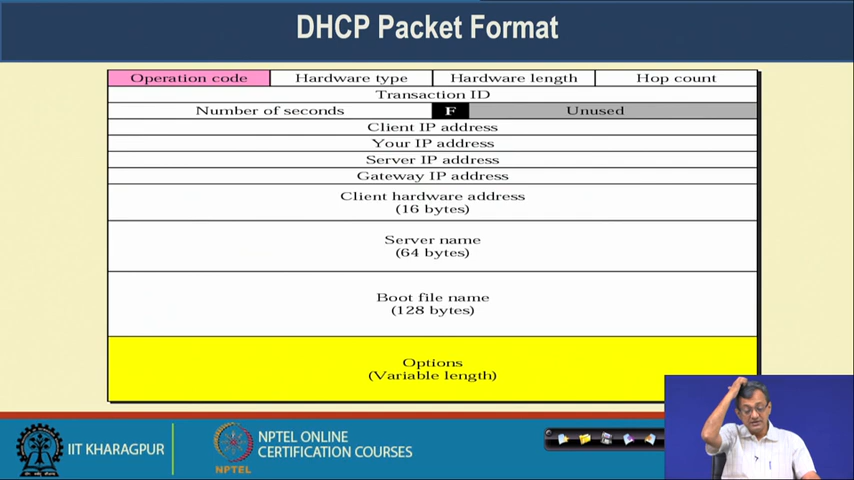 DHCP Packet Format
Operation code Hardware type Hardware length Hop count
Transaction ID
Number of seconds F Unused
Client IP address
Your IP address
Server IP address
Gateway IP address
Client hardware address
(16 bytes)
Server name
(64 bytes)
Boot file name
(128 bytes)
Options
(Variable length)
IIT KHARAGPUR
NPTEL
NPTEL ONLINE
CERTIFICATION COURSES